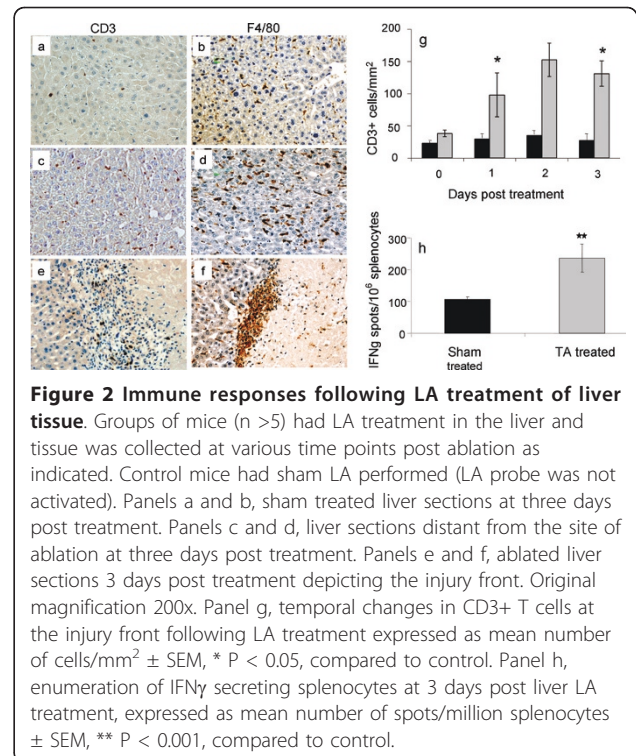 CD3
F4/80
a
b
c
d
e
f
g
CD3+ cells/mm²
200
150
100
50
0
*
*
0 1 2 3
Days post treatment
h
IFNg spots/10⁶ splenocytes
300
200
100
0
**
Sham
treated
TA treated
Figure 2 Immune responses following LA treatment of liver
tissue. Groups of mice (n >5) had LA treatment in the liver and
tissue was collected at various time points post ablation as
indicated. Control mice had sham LA performed (LA probe was not
activated). Panels a and b, sham treated liver sections at three days
post treatment. Panels c and d, liver sections distant from the site of
ablation at three days post treatment. Panels e and f, ablated liver
sections 3 days post treatment depicting the injury front. Original
magnification 200x. Panel g, temporal changes in CD3+ T cells at
the injury front following LA treatment expressed as mean number
of cells/mm² ± SEM, * P < 0.05, compared to control. Panel h,
enumeration of IFNγ secreting splenocytes at 3 days post liver LA
treatment, expressed as mean number of spots/million splenocytes
± SEM, ** P < 0.001, compared to control.